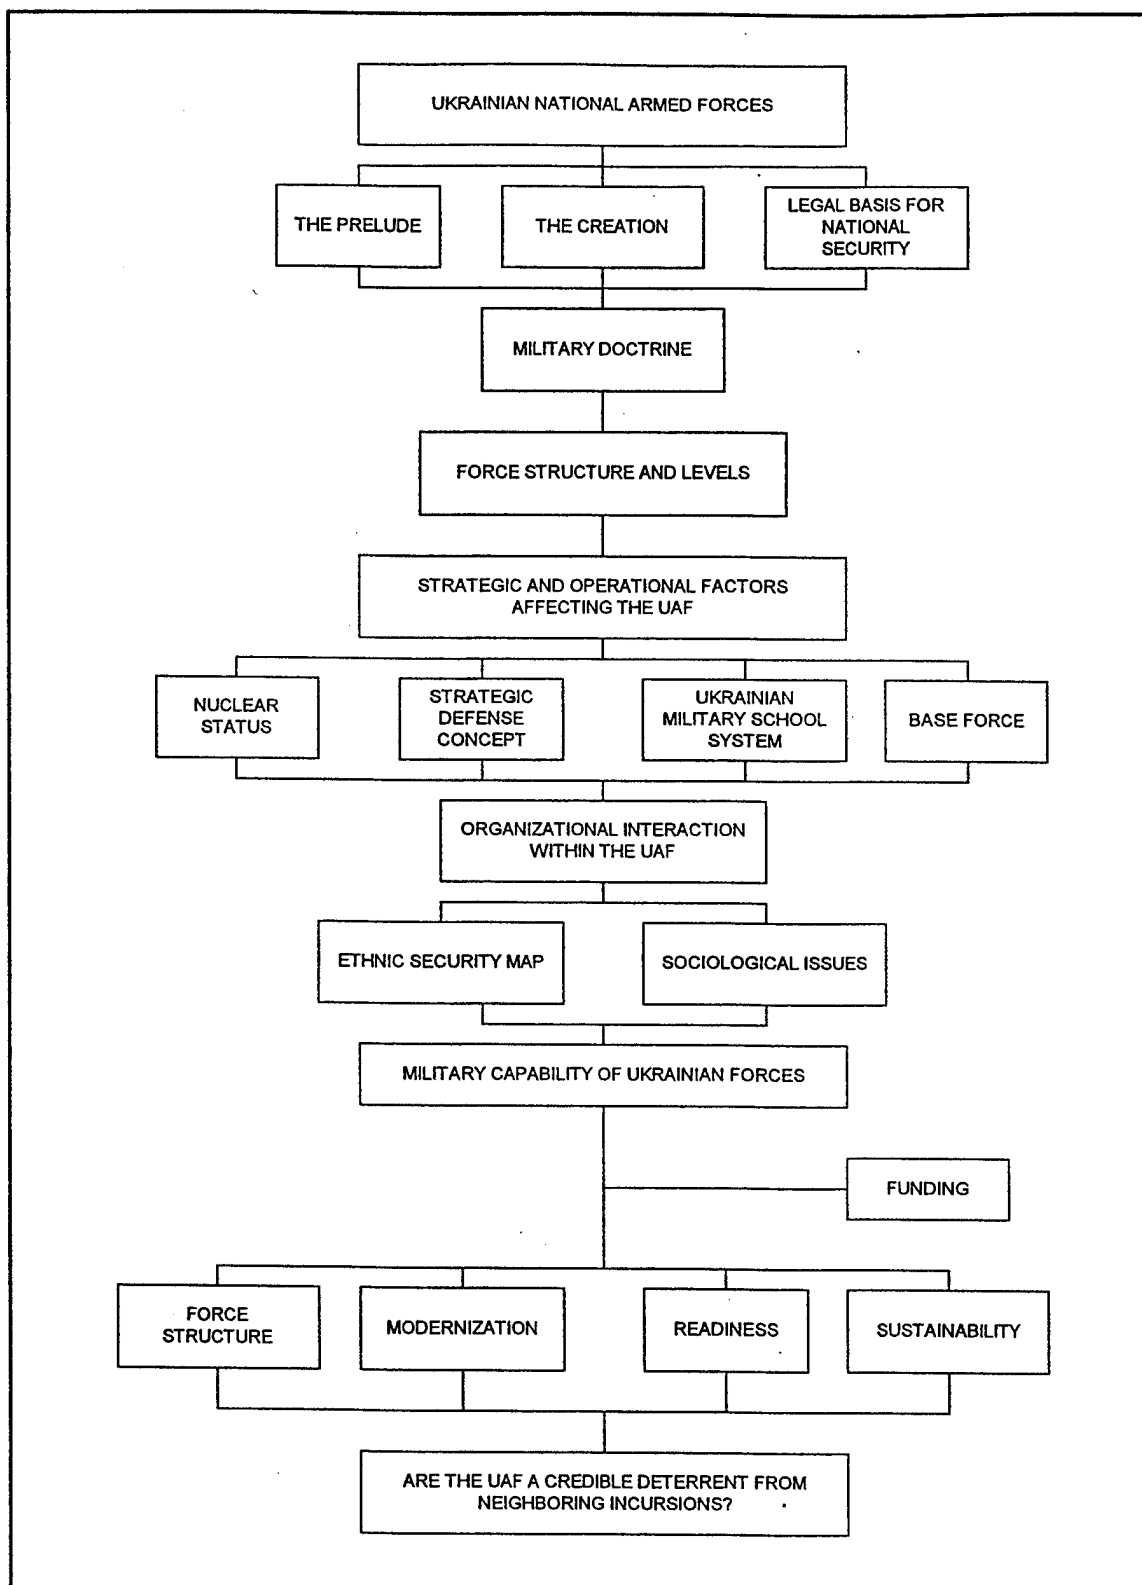 UKRAINIAN NATIONAL ARMED FORCES
THE PRELUDE
THE CREATION
LEGAL BASIS FOR
NATIONAL
SECURITY
MILITARY DOCTRINE
FORCE STRUCTURE AND LEVELS
STRATEGIC AND OPERATIONAL FACTORS
AFFECTING THE UAF
NUCLEAR
STATUS
STRATEGIC
DEFENSE
CONCEPT
UKRAINIAN
MILITARY SCHOOL
SYSTEM
BASE FORCE
ORGANIZATIONAL INTERACTION
WITHIN THE UAF
ETHNIC SECURITY MAP
SOCIOLOGICAL ISSUES
MILITARY CAPABILITY OF UKRAINIAN FORCES
FUNDING
FORCE
STRUCTURE
MODERNIZATION
READINESS
SUSTAINABILITY
ARE THE UAF A CREDIBLE DETERRENT FROM
NEIGHBORING INCURSIONS?